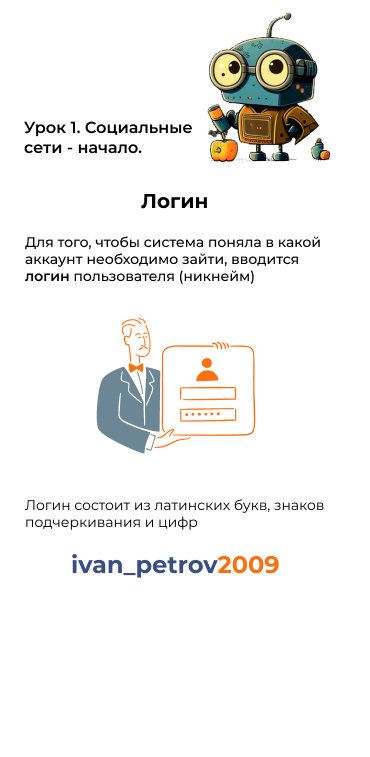 Урок 1. Социальные
сети - начало.
Логин
Для того, чтобы система поняла в какой
аккаунт необходимо зайти, вводится
логин пользователя (никнейм)
Логин состоит из латинских букв, знаков
подчеркивания и цифр
ivan_petrov2009